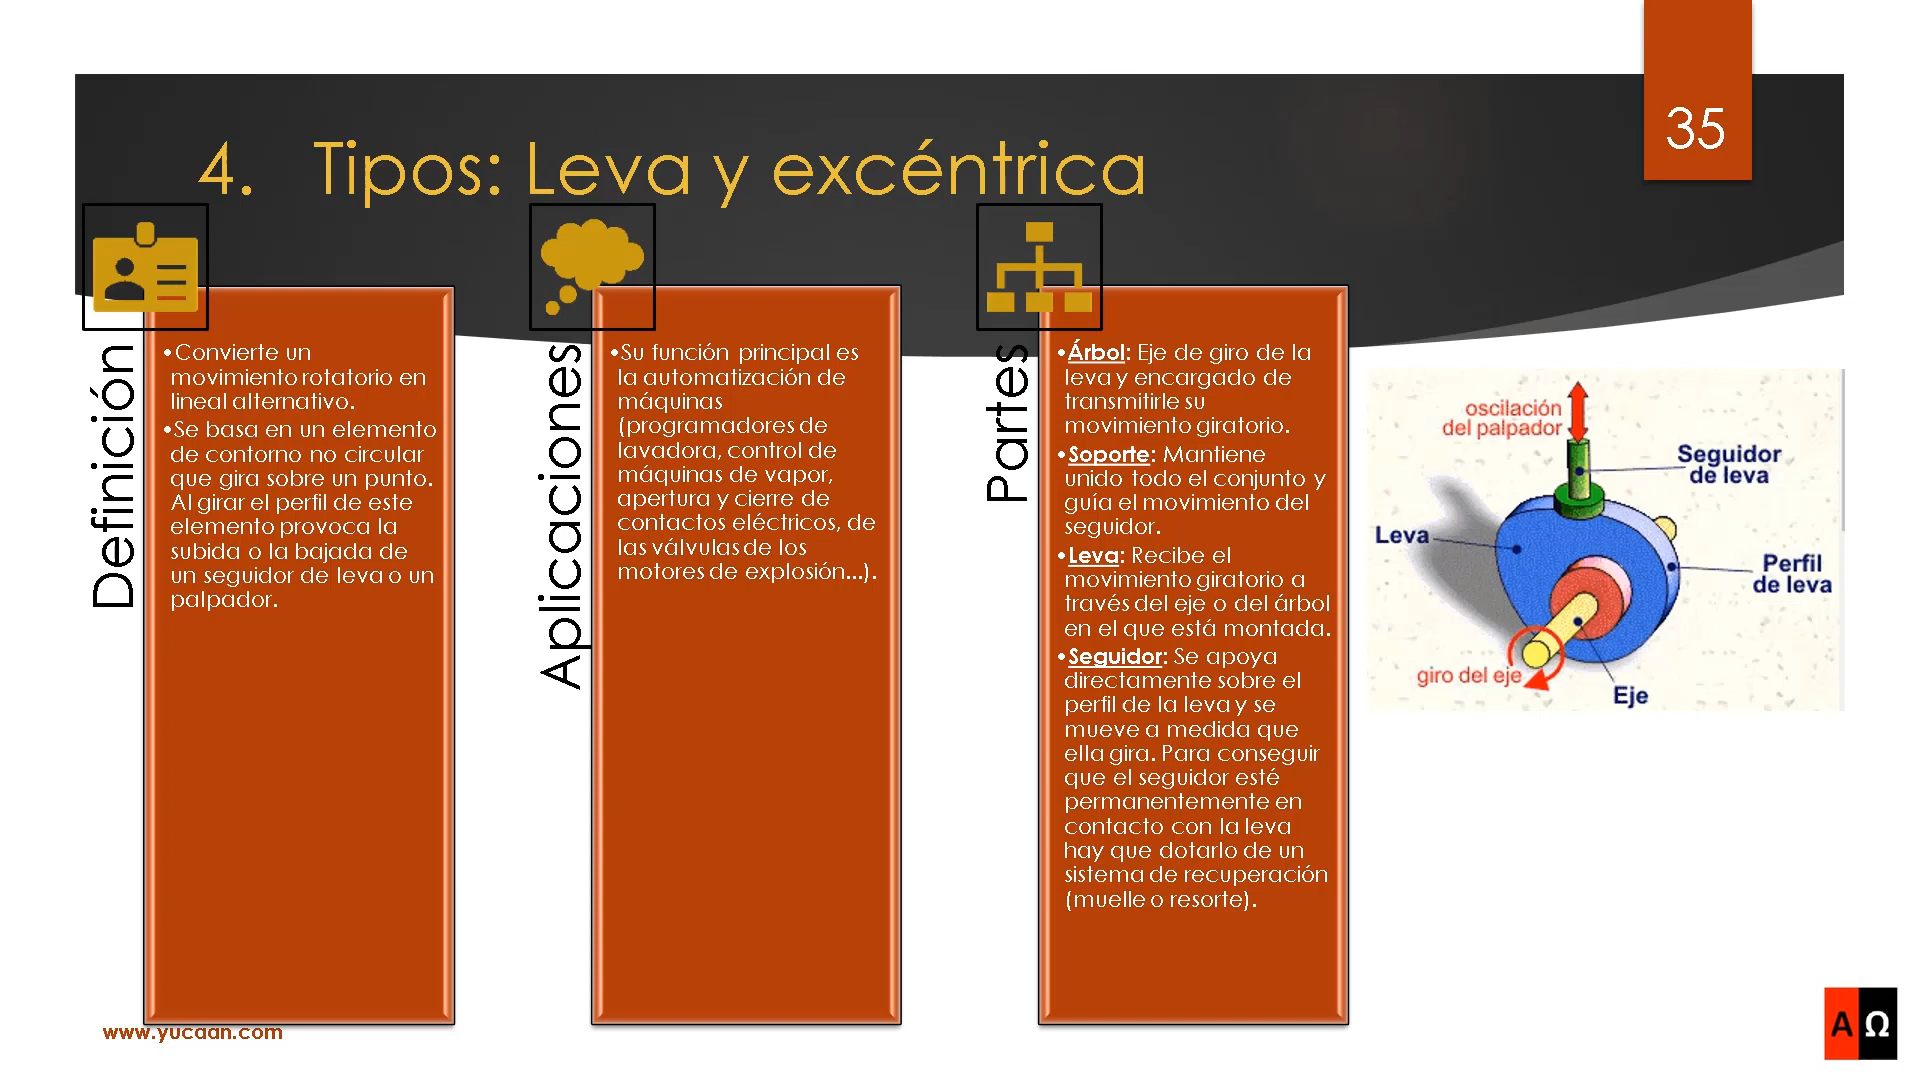 35
4. Tipos: Leva y excéntrica
Definición
•Convierte un
movimiento rotatorio en
lineal alternativo.
•Se basa en un elemento
de contorno no circular
que gira sobre un punto.
Al girar el perfil de este
elemento provoca la
subida o la bajada de
un seguidor de leva o un
palpador.
Aplicaciones
•Su función principal es
la automatización de
máquinas
(programadores de
lavadora, control de
máquinas de vapor,
apertura y cierre de
contactos eléctricos, de
las válvulas de los
motores de explosión...).
Partes
•Árbol: Eje de giro de la
leva y encargado de
transmitirle su
movimiento giratorio.
•Soporte: Mantiene
unido todo el conjunto y
guía el movimiento del
seguidor.
•Leva: Recibe el
movimiento giratorio a
través del eje o del árbol
en el que está montada.
•Seguidor: Se apoya
directamente sobre el
perfil de la leva y se
mueve a medida que
ella gira. Para conseguir
que el seguidor esté
permanentemente en
contacto con la leva
hay que dotarlo de un
sistema de recuperación
(muelle o resorte).
oscilación
del palpador
Seguidor
de leva
Leva
Perfil
de leva
giro del eje
Eje
www.yucaan.com
A Ω